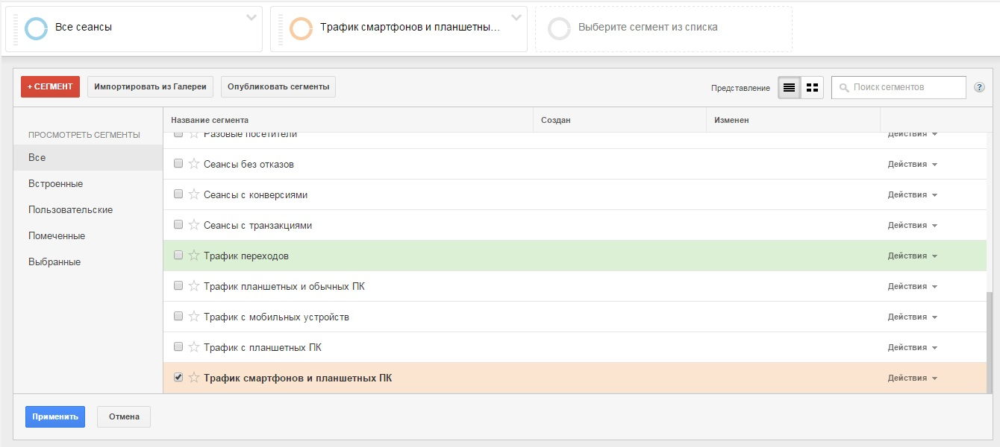 Все сеансы
Трафик смартфонов и планшетны...
Выберите сегмент из списка
+ СЕГМЕНТ
Импортировать из Галереи
Опубликовать сегменты
Представление
Поиск сегментов
?
ПРОСМОТРЕТЬ СЕГМЕНТЫ
Все
Встроенные
Пользовательские
Помеченные
Выбранные
Название сегмента Создан Изменен
Разовые посетители Действия
Сеансы без отказов Действия
Сеансы с конверсиями Действия
Сеансы с транзакциями Действия
Трафик переходов Действия
Трафик планшетных и обычных ПК Действия
Трафик с мобильных устройств Действия
Трафик с планшетных ПК Действия
Трафик смартфонов и планшетных ПК Действия
Применить
Отмена